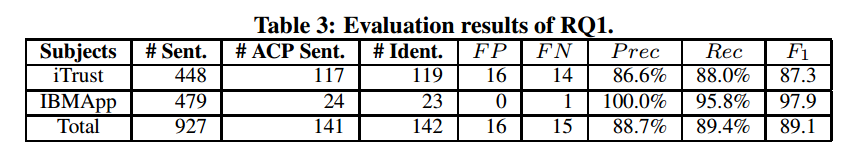 Table 3: Evaluation results of RQ1.
Subjects # Sent. # ACP Sent. # Ident. FP FN Prec Rec F1
iTrust 448 117 119 16 14 86.6% 88.0% 87.3
IBMApp 479 24 23 0 1 100.0% 95.8% 97.9
Total 927 141 142 16 15 88.7% 89.4% 89.1